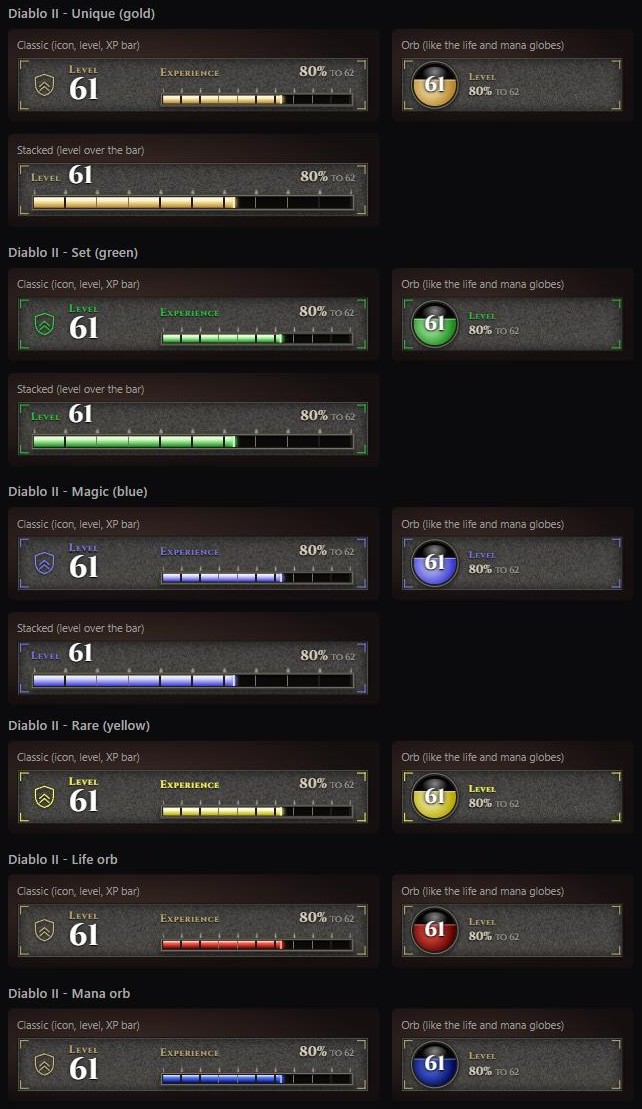 Diablo II - Unique (gold)
Classic (icon, level, XP bar)
Level
61
Experience
80% to 62
Orb (like the life and mana globes)
61
Level
80% to 62
Stacked (level over the bar)
Level 61
80% to 62
Diablo II - Set (green)
Classic (icon, level, XP bar)
Level
61
Experience
80% to 62
Orb (like the life and mana globes)
61
Level
80% to 62
Stacked (level over the bar)
Level 61
80% to 62
Diablo II - Magic (blue)
Classic (icon, level, XP bar)
Level
61
Experience
80% to 62
Orb (like the life and mana globes)
61
Level
80% to 62
Stacked (level over the bar)
Level 61
80% to 62
Diablo II - Rare (yellow)
Classic (icon, level, XP bar)
Level
61
Experience
80% to 62
Orb (like the life and mana globes)
61
Level
80% to 62
Diablo II - Life orb
Classic (icon, level, XP bar)
Level
61
Experience
80% to 62
Orb (like the life and mana globes)
61
Level
80% to 62
Diablo II - Mana orb
Classic (icon, level, XP bar)
Level
61
Experience
80% to 62
Orb (like the life and mana globes)
61
Level
80% to 62